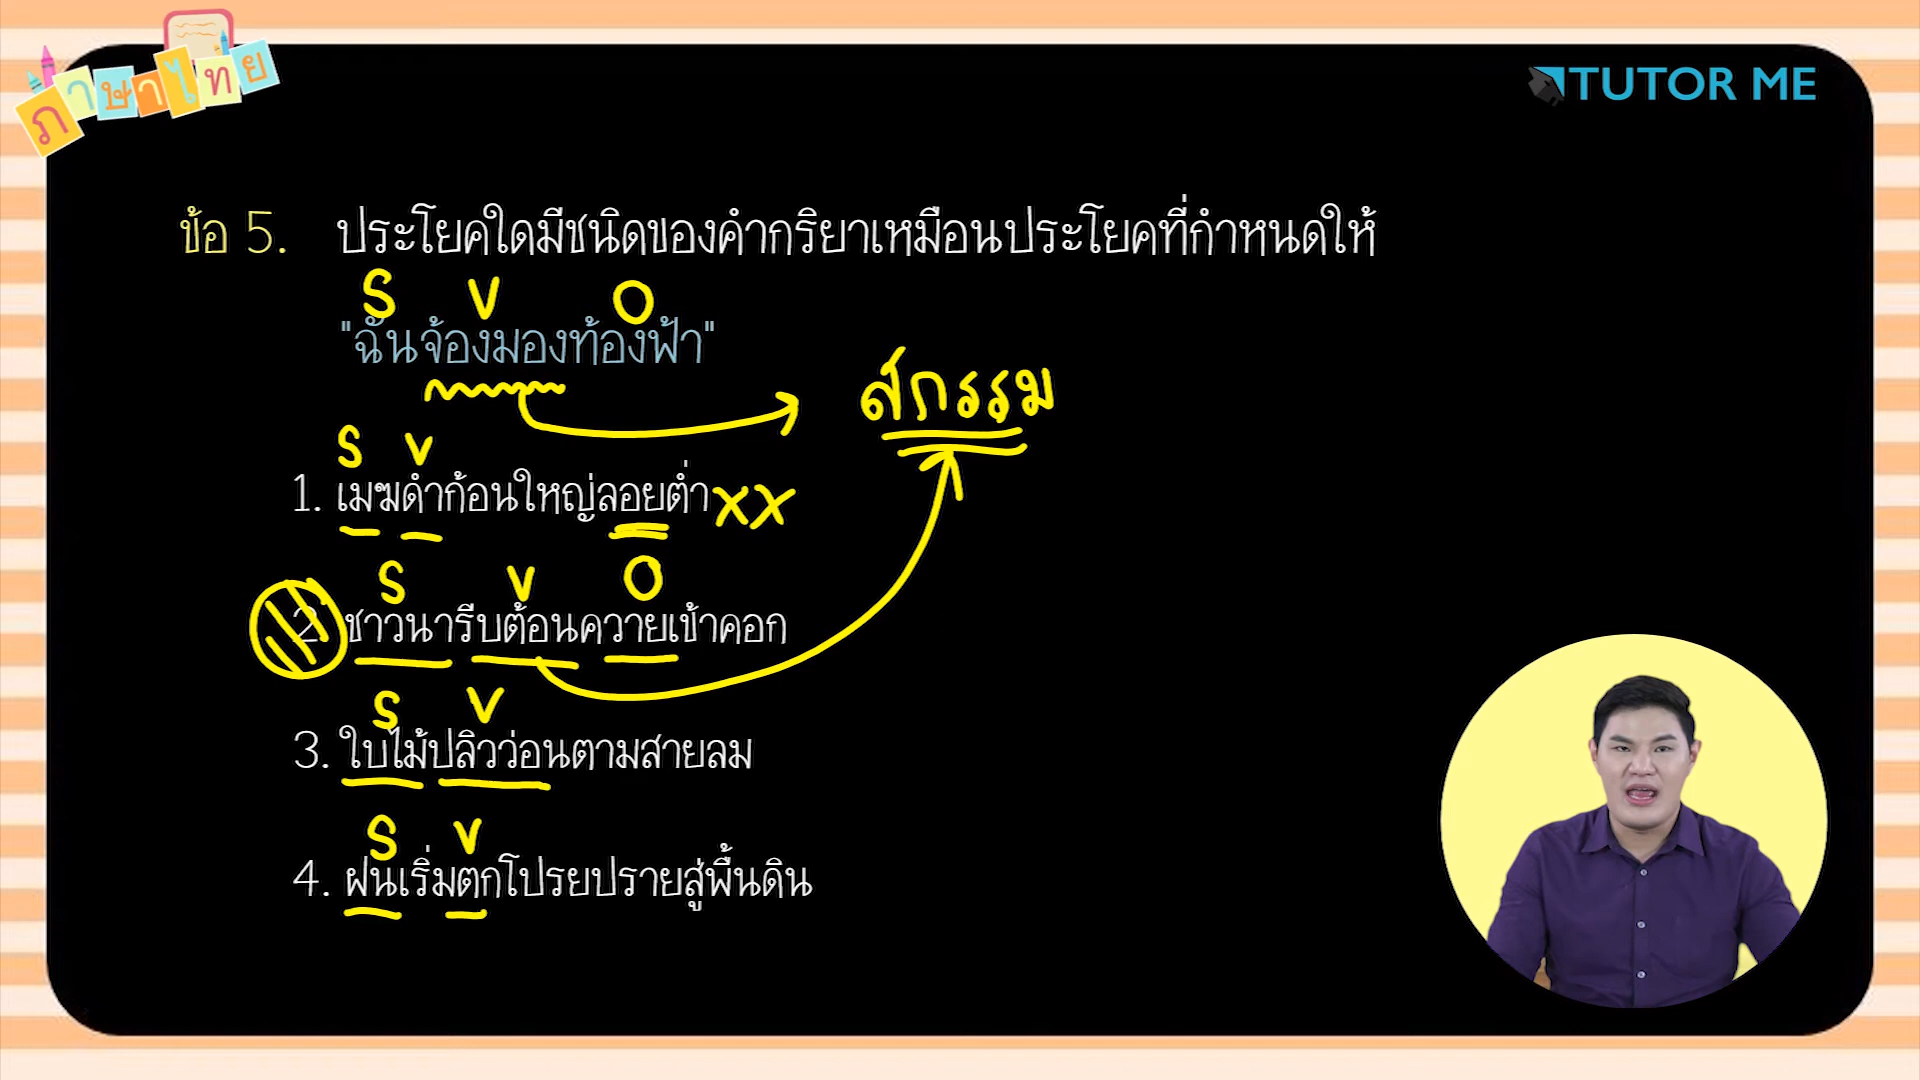 ภาษาไทย
TUTOR ME
ข้อ 5. ประโยคใดมีชนิดของคำกริยาเหมือนประโยคที่กำหนดให้
S V O
"ฉันจ้องมองท้องฟ้า"
สกรรม
S V
1. เมฆดำก้อนใหญ่ลอยต่ำ XX
S V O
2. ชาวนารีบต้อนควายเข้าคอก
S V
3. ใบไม้ปลิวว่อนตามสายลม
S V
4. ฝนเริ่มตกโปรยปรายสู่พื้นดิน